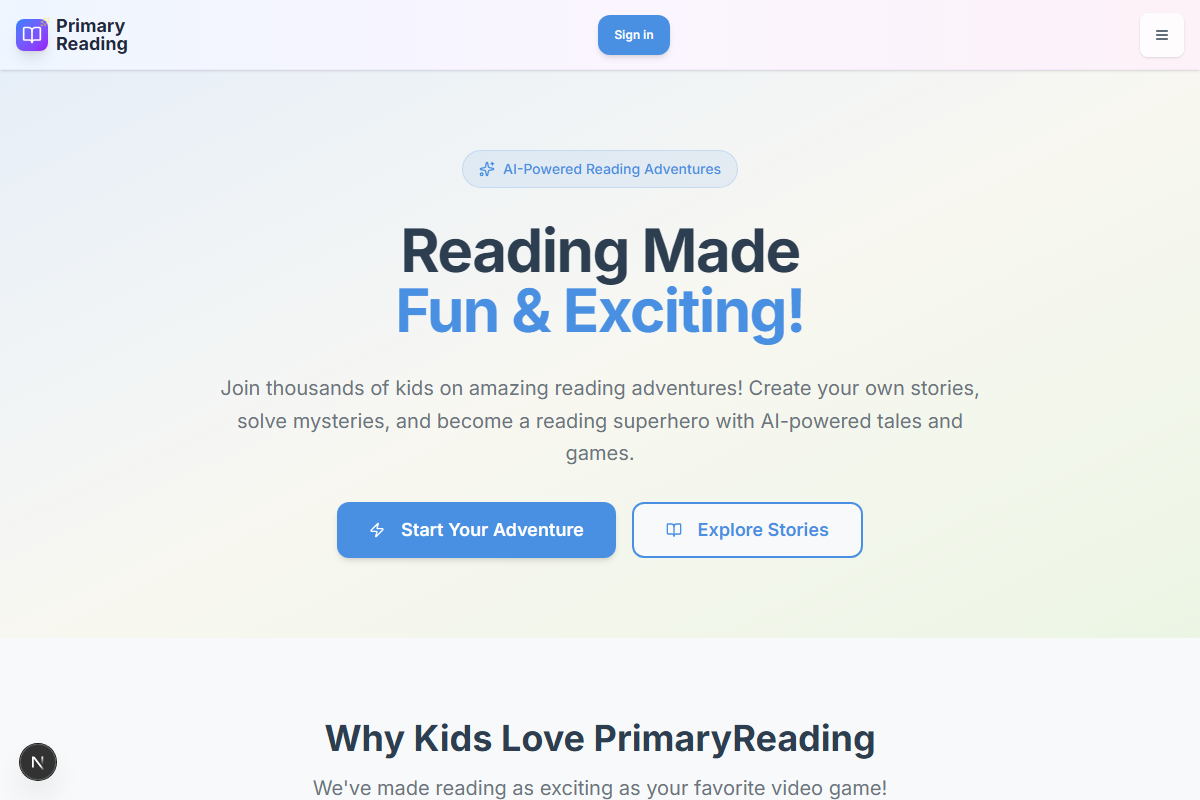 Primary
Reading
Sign in
AI-Powered Reading Adventures
Reading Made
Fun & Exciting!
Join thousands of kids on amazing reading adventures! Create your own stories,
solve mysteries, and become a reading superhero with AI-powered tales and
games.
Start Your Adventure
Explore Stories
Why Kids Love PrimaryReading
We've made reading as exciting as your favorite video game!
N